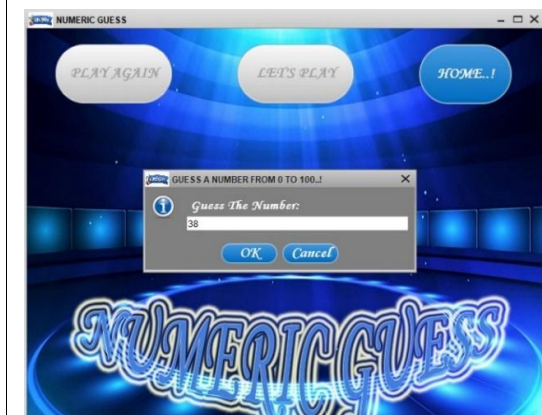 NUMERIC GUESS
PLAY AGAIN
LET'S PLAY
HOME..!
GUESS A NUMBER FROM 0 TO 100..!
Guess The Number:
38
OK
Cancel
NUMERIC GUESS